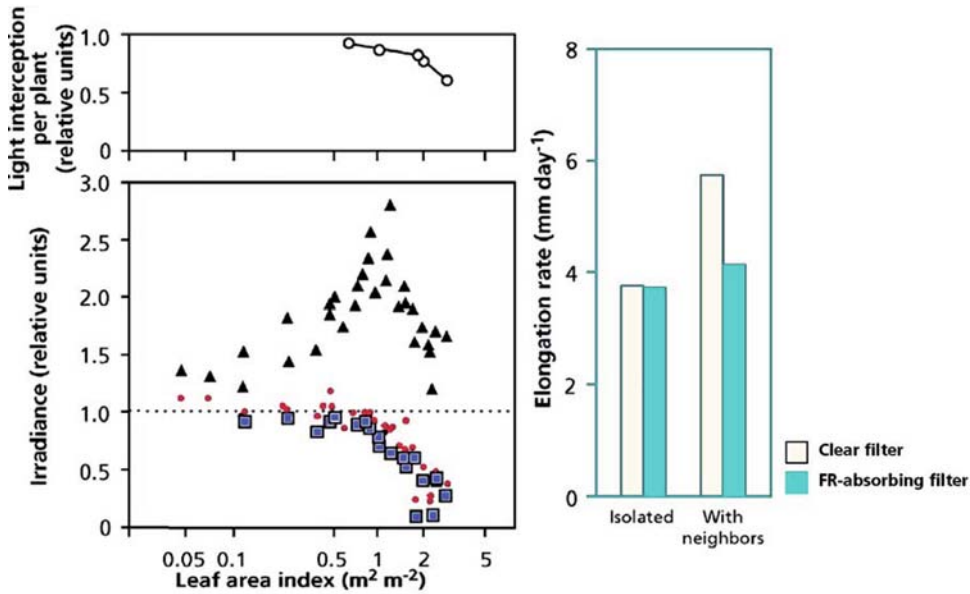 Light interception
per plant
(relative units)
1.0
0.5
0
3.0
2.5
2.0
1.5
1.0
0.5
0
Irradiance (relative units)
0.05 0.1 0.5 1 2 5
Leaf area index (m² m⁻²)
Elongation rate (mm day⁻¹)
8
6
4
2
0
Isolated
With
neighbors
Clear filter
FR-absorbing filter